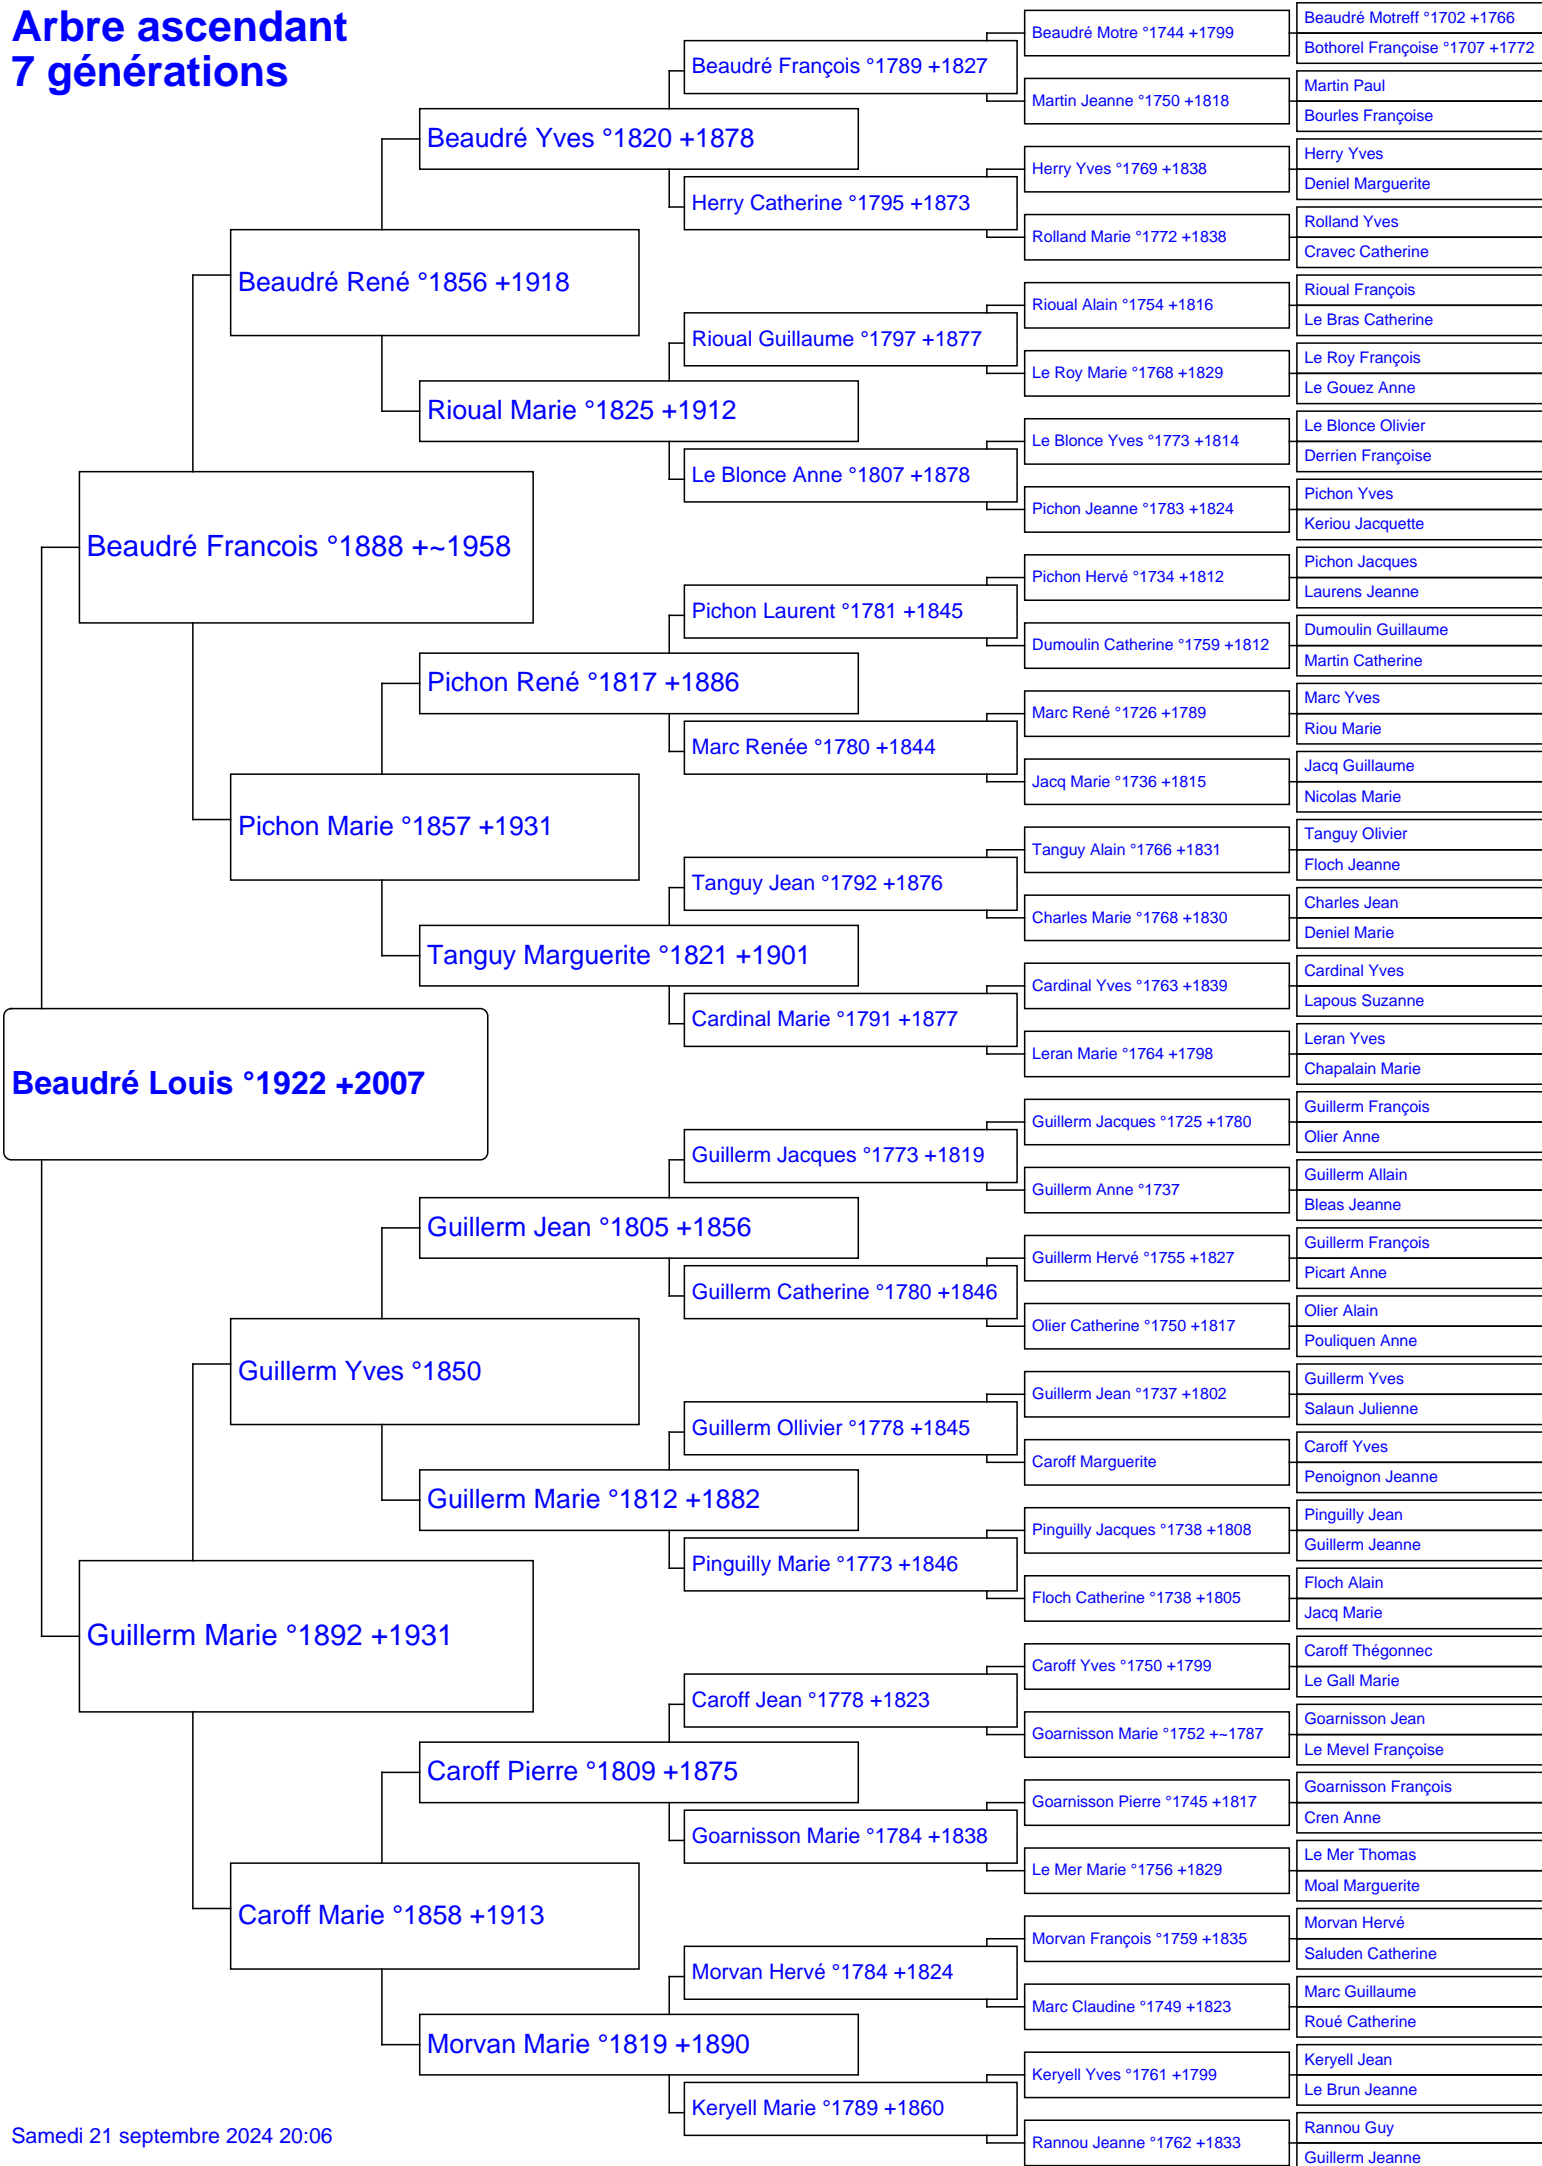 Arbre ascendant
7 générations
Beaudré Louis °1922 +2007
Beaudré Francois °1888 +~1958
Guillerm Marie °1892 +1931
Beaudré René °1856 +1918
Pichon Marie °1857 +1931
Guillerm Yves °1850
Caroff Marie °1858 +1913
Beaudré Yves °1820 +1878
Rioual Marie °1825 +1912
Pichon René °1817 +1886
Tanguy Marguerite °1821 +1901
Guillerm Jean °1805 +1856
Guillerm Marie °1812 +1882
Caroff Pierre °1809 +1875
Morvan Marie °1819 +1890
Beaudré François °1789 +1827
Herry Catherine °1795 +1873
Rioual Guillaume °1797 +1877
Le Blonce Anne °1807 +1878
Pichon Laurent °1781 +1845
Marc Renée °1780 +1844
Tanguy Jean °1792 +1876
Cardinal Marie °1791 +1877
Guillerm Jacques °1773 +1819
Guillerm Catherine °1780 +1846
Guillerm Ollivier °1778 +1845
Pinguilly Marie °1773 +1846
Caroff Jean °1778 +1823
Goarnisson Marie °1784 +1838
Morvan Hervé °1784 +1824
Keryell Marie °1789 +1860
Beaudré Motre °1744 +1799
Martin Jeanne °1750 +1818
Herry Yves °1769 +1838
Rolland Marie °1772 +1838
Rioual Alain °1754 +1816
Le Roy Marie °1768 +1829
Le Blonce Yves °1773 +1814
Pichon Jeanne °1783 +1824
Pichon Hervé °1734 +1812
Dumoulin Catherine °1759 +1812
Marc René °1726 +1789
Jacq Marie °1736 +1815
Tanguy Alain °1766 +1831
Charles Marie °1768 +1830
Cardinal Yves °1763 +1839
Leran Marie °1764 +1798
Guillerm Jacques °1725 +1780
Guillerm Anne °1737
Guillerm Hervé °1755 +1827
Olier Catherine °1750 +1817
Guillerm Jean °1737 +1802
Caroff Marguerite
Pinguilly Jacques °1738 +1808
Floch Catherine °1738 +1805
Caroff Yves °1750 +1799
Goarnisson Marie °1752 +~1787
Goarnisson Pierre °1745 +1817
Le Mer Marie °1756 +1829
Morvan François °1759 +1835
Marc Claudine °1749 +1823
Keryell Yves °1761 +1799
Rannou Jeanne °1762 +1833
Beaudré Motreff °1702 +1766
Bothorel Françoise °1707 +1772
Martin Paul
Bourles Françoise
Herry Yves
Deniel Marguerite
Rolland Yves
Cravec Catherine
Rioual François
Le Bras Catherine
Le Roy François
Le Gouez Anne
Le Blonce Olivier
Derrien Françoise
Pichon Yves
Keriou Jacquette
Pichon Jacques
Laurens Jeanne
Dumoulin Guillaume
Martin Catherine
Marc Yves
Riou Marie
Jacq Guillaume
Nicolas Marie
Tanguy Olivier
Floch Jeanne
Charles Jean
Deniel Marie
Cardinal Yves
Lapous Suzanne
Leran Yves
Chapalain Marie
Guillerm François
Olier Anne
Guillerm Allain
Bleas Jeanne
Guillerm François
Picart Anne
Olier Alain
Pouliquen Anne
Guillerm Yves
Salaun Julienne
Caroff Yves
Penoignon Jeanne
Pinguilly Jean
Guillerm Jeanne
Floch Alain
Jacq Marie
Caroff Thégonnec
Le Gall Marie
Goarnisson Jean
Le Mevel Françoise
Goarnisson François
Cren Anne
Le Mer Thomas
Moal Marguerite
Morvan Hervé
Saluden Catherine
Marc Guillaume
Roué Catherine
Keryell Jean
Le Brun Jeanne
Rannou Guy
Guillerm Jeanne
Samedi 21 septembre 2024 20:06